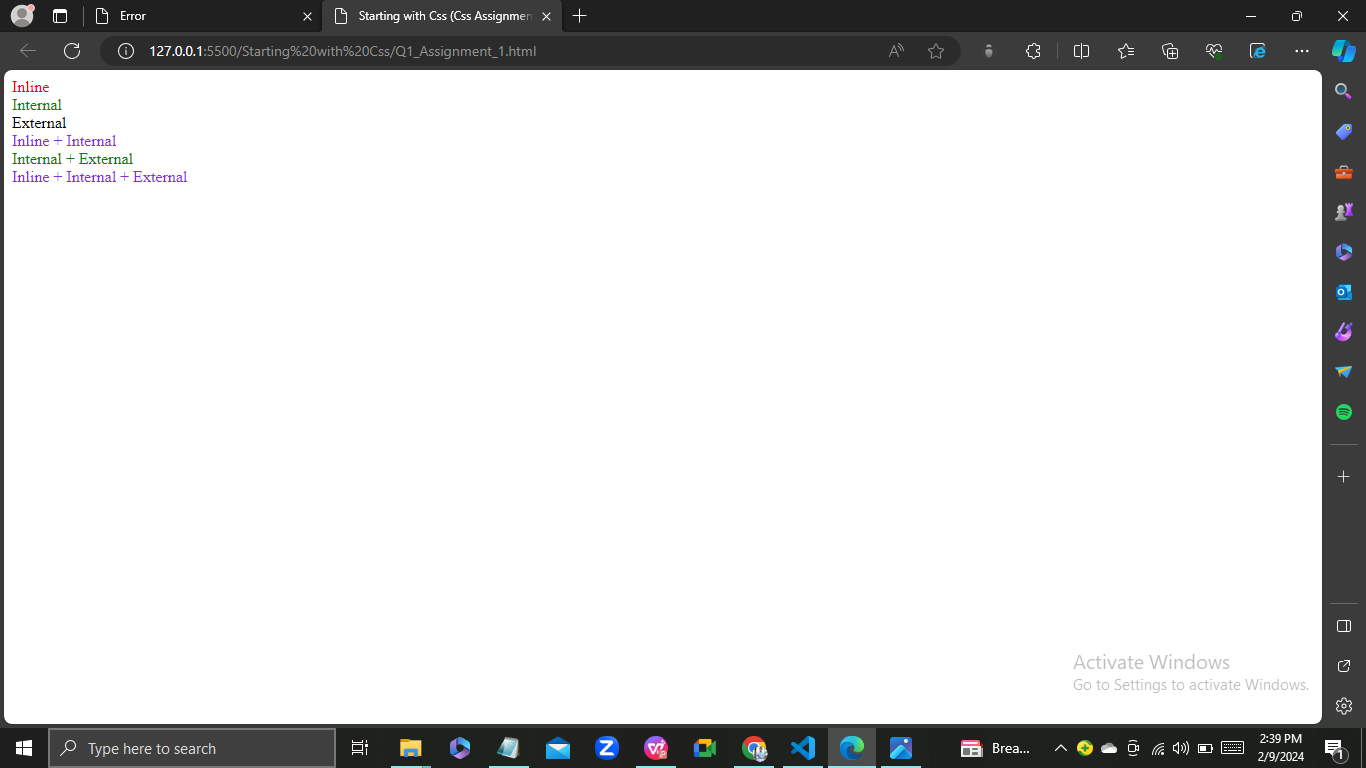 Error
Starting with Css (Css Assignmen
127.0.0.1:5500/Starting%20with%20Css/Q1_Assignment_1.html
Inline
Internal
External
Inline + Internal
Internal + External
Inline + Internal + External
Activate Windows
Go to Settings to activate Windows.
Type here to search
Brea...
2:39 PM
2/9/2024
1